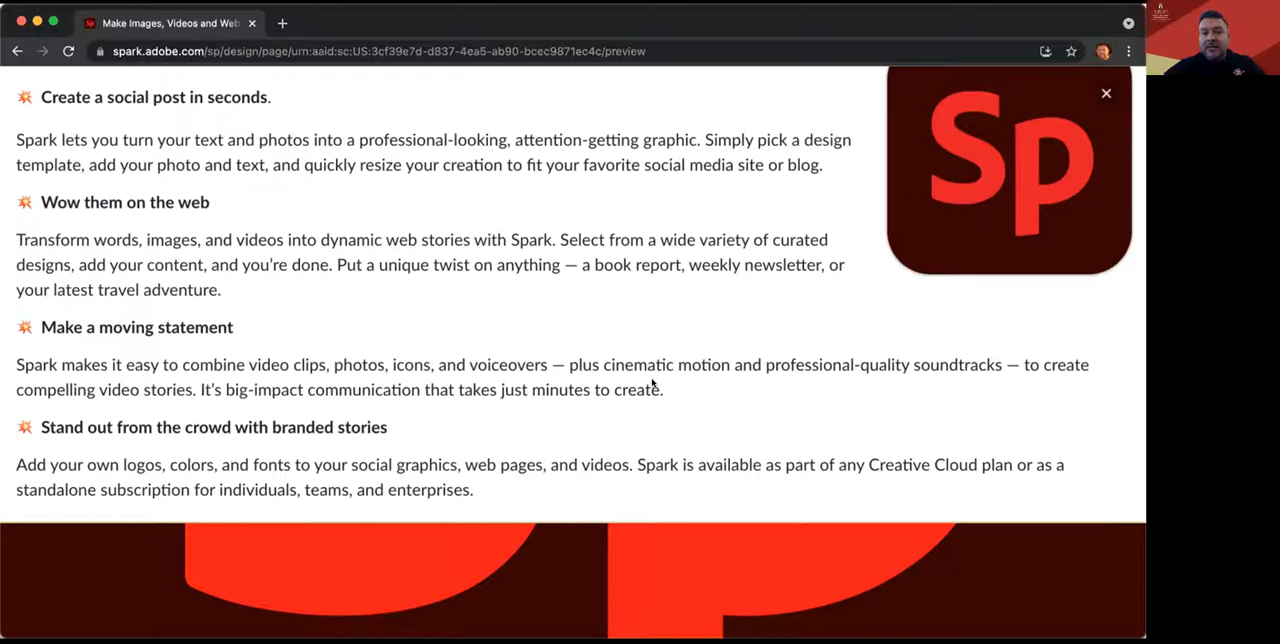 Make Images, Videos and Web
spark.adobe.com/sp/design/page/urn:aaid:sc:US:3cf39e7d-d837-4ea5-ab90-bcec9871ec4c/preview
💥 Create a social post in seconds.
Spark lets you turn your text and photos into a professional-looking, attention-getting graphic. Simply pick a design
template, add your photo and text, and quickly resize your creation to fit your favorite social media site or blog.
💥 Wow them on the web
Transform words, images, and videos into dynamic web stories with Spark. Select from a wide variety of curated
designs, add your content, and you’re done. Put a unique twist on anything — a book report, weekly newsletter, or
your latest travel adventure.
💥 Make a moving statement
Spark makes it easy to combine video clips, photos, icons, and voiceovers — plus cinematic motion and professional-quality soundtracks — to create
compelling video stories. It’s big-impact communication that takes just minutes to create.
💥 Stand out from the crowd with branded stories
Add your own logos, colors, and fonts to your social graphics, web pages, and videos. Spark is available as part of any Creative Cloud plan or as a
standalone subscription for individuals, teams, and enterprises.
Sp